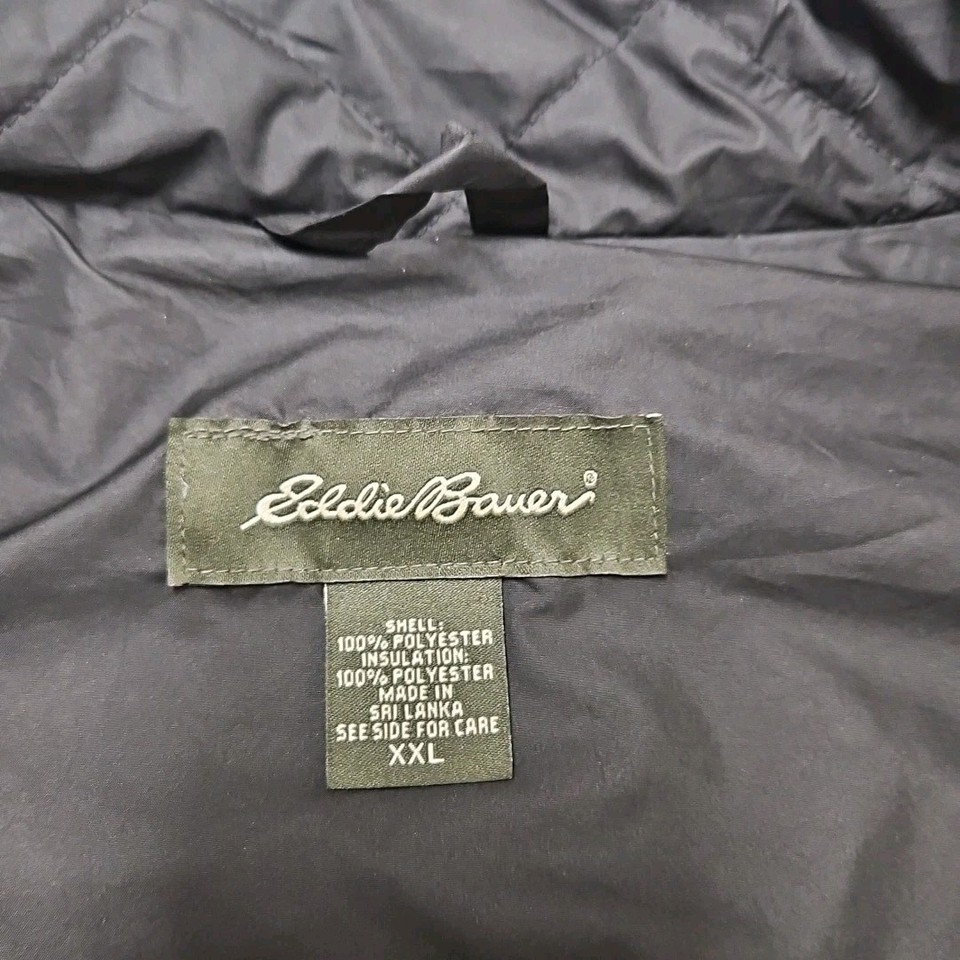 Eddie Bauer®
SHELL:
100% POLYESTER
INSULATION:
100% POLYESTER
MADE IN
SRI LANKA
SEE SIDE FOR CARE
XXL